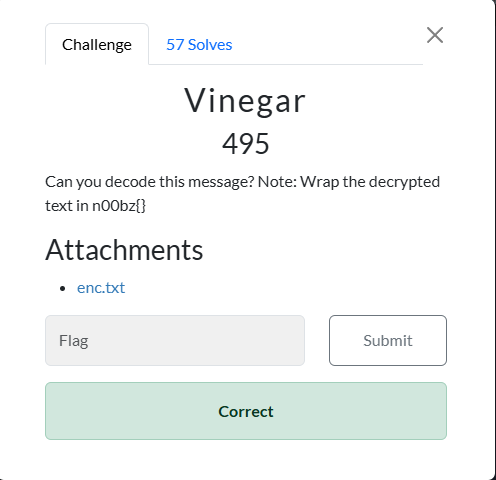 Challenge
57 Solves
Vinegar
495
Can you decode this message? Note: Wrap the decrypted
text in n00bz{}
Attachments
enc.txt
Flag
Submit
Correct